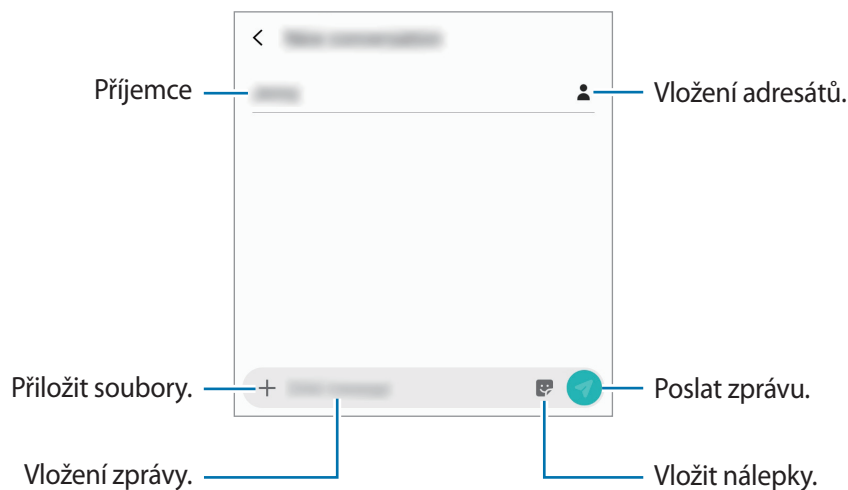 Příjemce
Vložení adresátů.
Přiložit soubory.
Poslat zprávu.
Vložení zprávy.
Vložit nálepky.